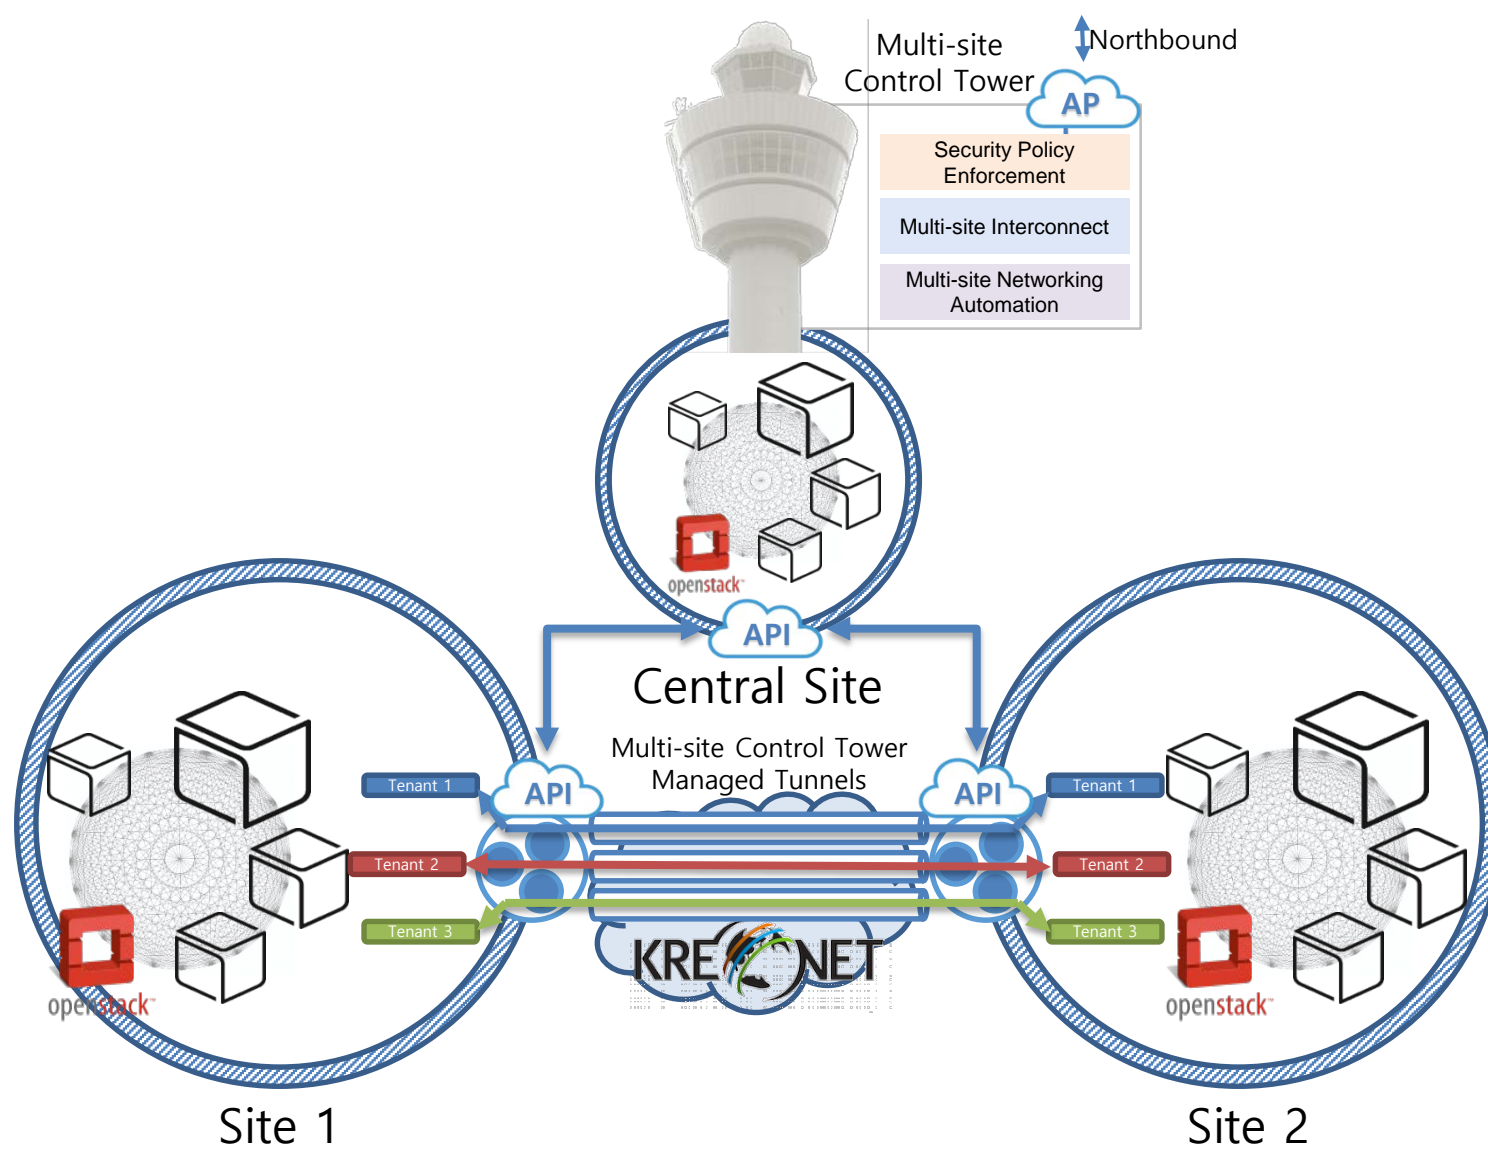 Multi-site
Control Tower
Northbound
AP
Security Policy
Enforcement
Multi-site Interconnect
Multi-site Networking
Automation
openstack
API
Central Site
Multi-site Control Tower
Managed Tunnels
API
API
Tenant 1
Tenant 1
Tenant 2
Tenant 2
Tenant 3
Tenant 3
KREONET
openstack
openstack
Site 1
Site 2